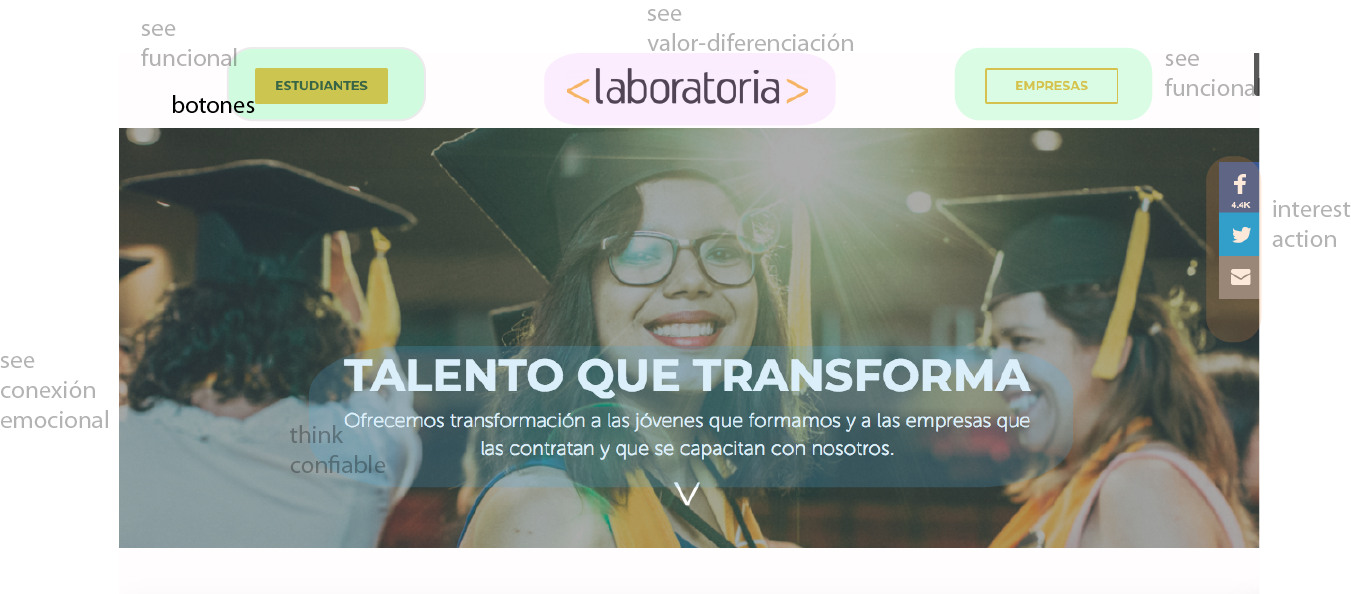 see
funcional
botones
ESTUDIANTES
see
valor-diferenciación
<laboratoria>
see
funcional
EMPRESAS
4.4K
interest
action
see
conexión
emocional
TALENTO QUE TRANSFORMA
Ofrecemos transformación a las jóvenes que formamos y a las empresas que
las contratan y que se capacitan con nosotros.
think
confiable